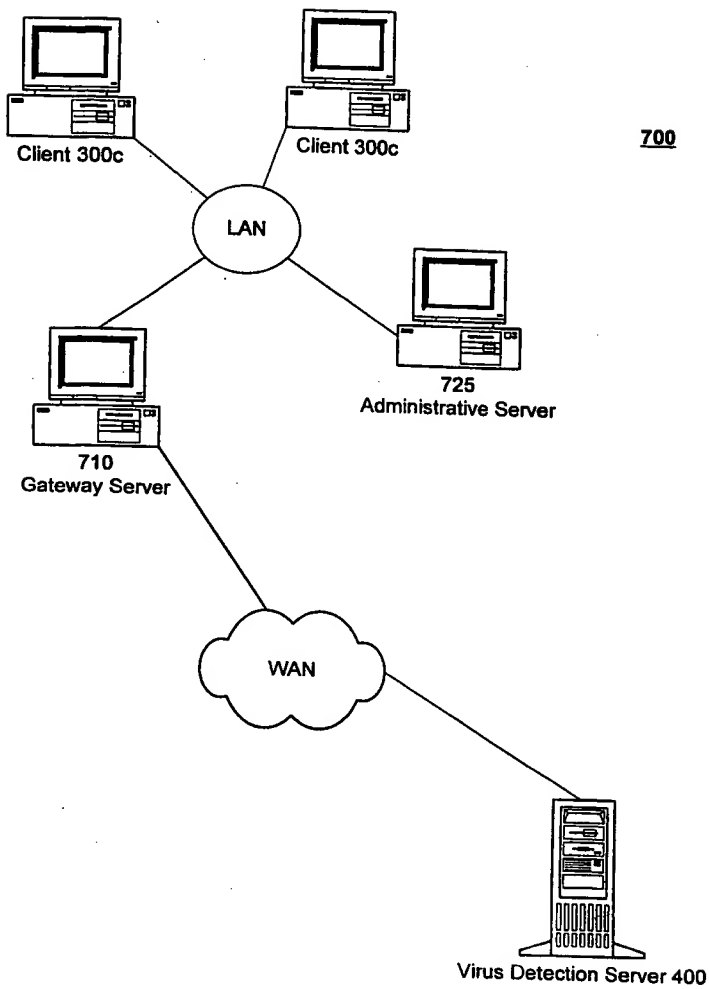 Client 300c
Client 300c
700
LAN
725
Administrative Server
710
Gateway Server
WAN
Virus Detection Server 400